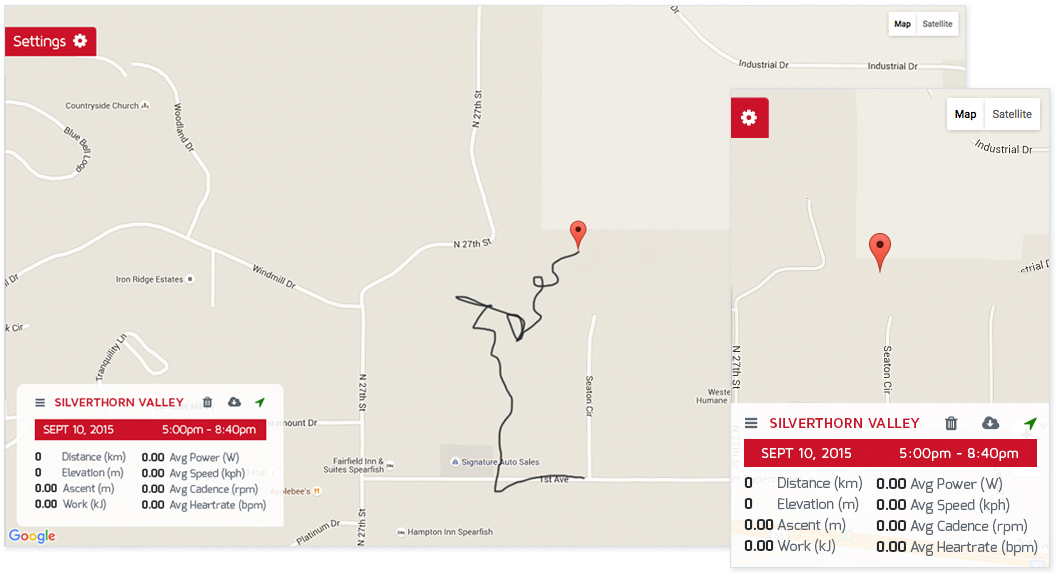 Settings
Map Satellite
Industrial Dr Industrial Dr
Countryside Church
Woodland Dr
N 27th St
Blue Bell Loop
N 27th St
Windmill Dr
Iron Ridge Estates
Tranquility Ln
N 27th St
Seaton Cir
Weste
Humane
SILVERTHORN VALLEY
SEPT 10, 2015 5:00pm - 8:40pm
0 Distance (km) 0.00 Avg Power (W)
0 Elevation (m) 0.00 Avg Speed (kph)
0.00 Ascent (m) 0.00 Avg Cadence (rpm)
0.00 Work (kJ) 0.00 Avg Heartrate (bpm)
aramount Dr
Fairfield Inn &
Suites Spearfish
Signature Auto Sales
1st Ave
Applebee's
Platinum Dr
N 27th St
Hampton Inn Spearfish
Google
Map Satellite
Industrial Dr
strial D
N 27th St
Seaton Cir
SILVERTHORN VALLEY
SEPT 10, 2015 5:00pm - 8:40pm
0 Distance (km) 0.00 Avg Power (W)
0 Elevation (m) 0.00 Avg Speed (kph)
0.00 Ascent (m) 0.00 Avg Cadence (rpm)
0.00 Work (kJ) 0.00 Avg Heartrate (bpm)